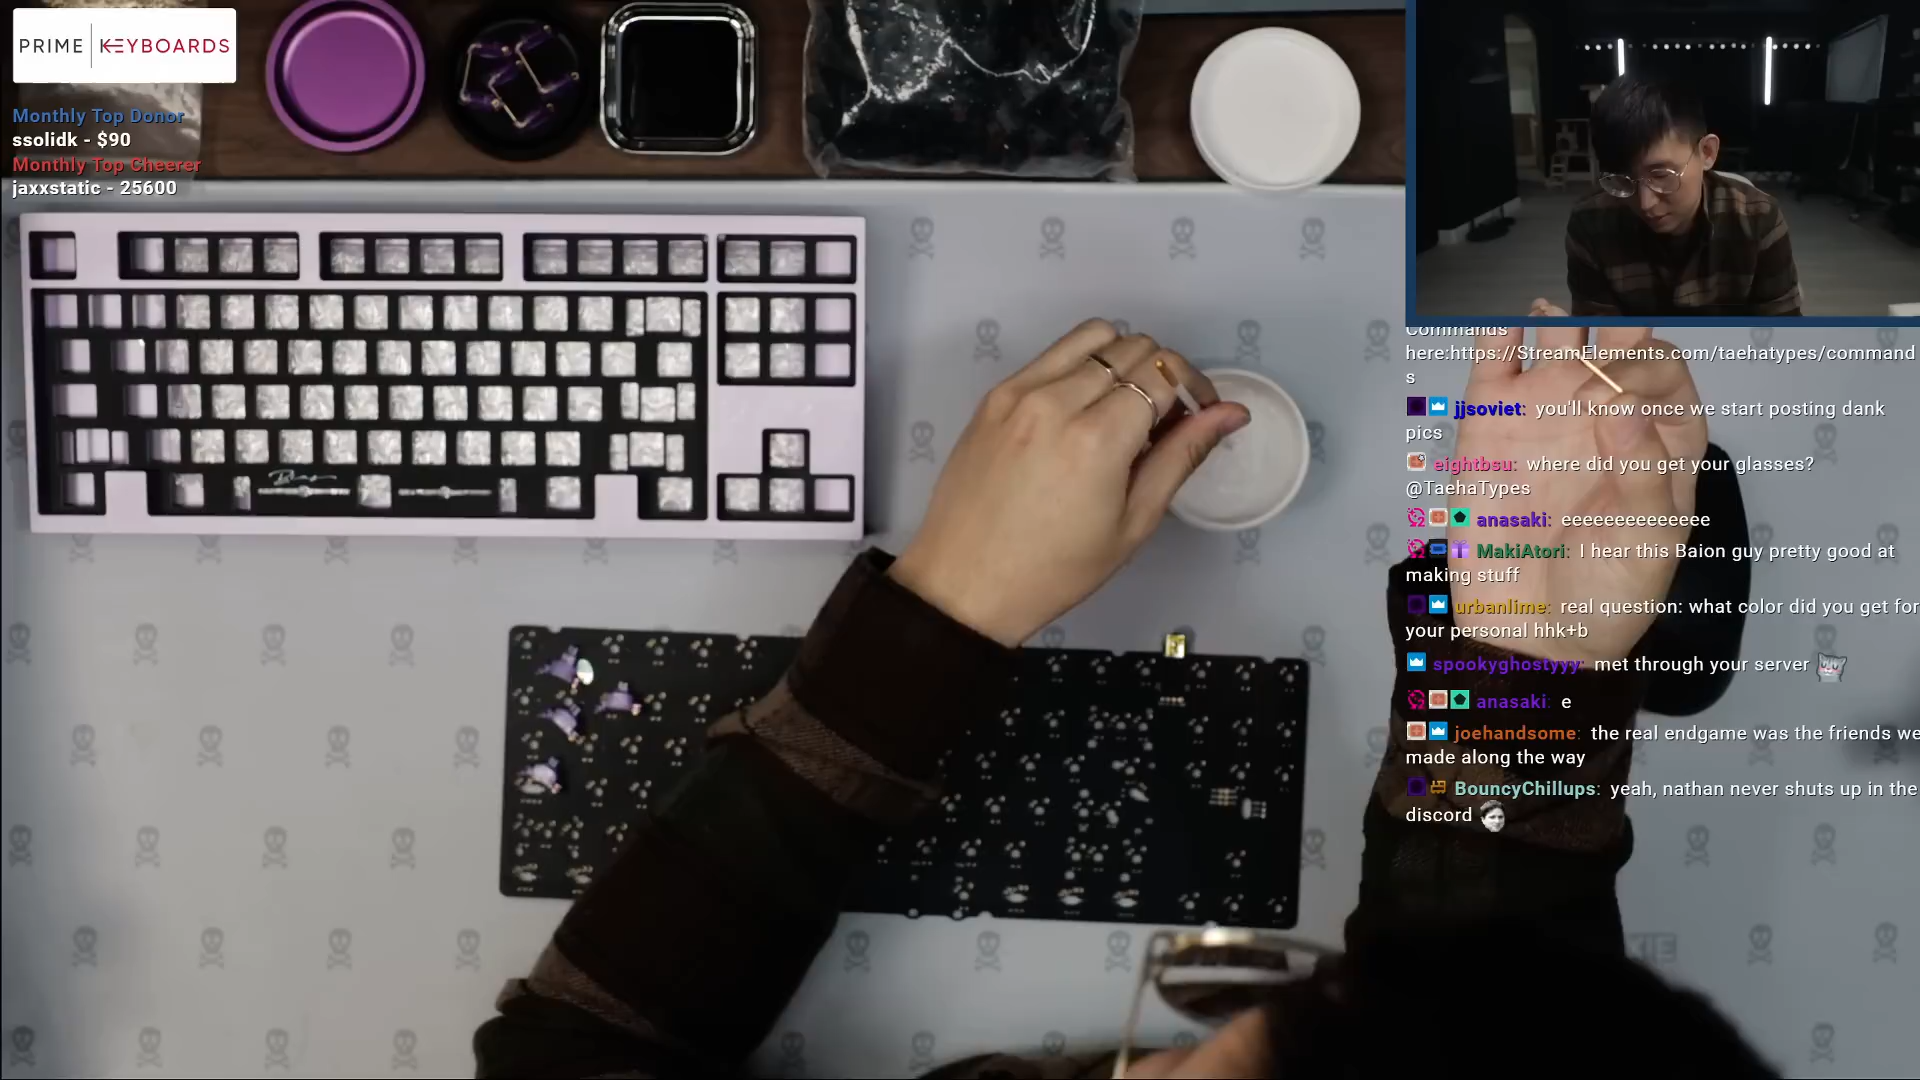 PRIME KEYBOARDS
Monthly Top Donor
ssolidk - $90
Monthly Top Cheerer
jaxxstatic - 25600
Commands
here:https://StreamElements.com/taehatypes/command
s
jjsoviet: you'll know once we start posting dank
pics
eightbsu: where did you get your glasses?
@TaehaTypes
anasaki: eeeeeeeeeeeeee
MakiAtori: I hear this Baion guy pretty good at
making stuff
urbanlime: real question: what color did you get for
your personal hhk+b
spookyghostyyy: met through your server
anasaki: e
joehandsome: the real endgame was the friends we
made along the way
BouncyChillups: yeah, nathan never shuts up in the
discord